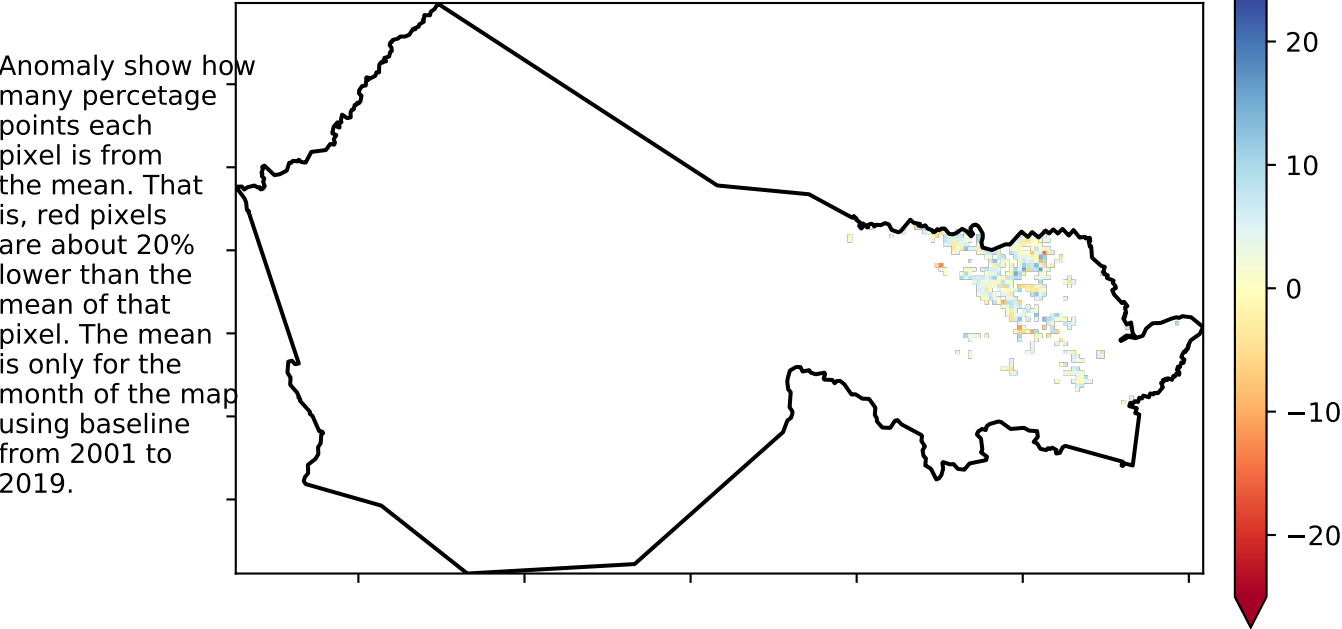 Anomaly show how
many percetage
points each
pixel is from
the mean. That
is, red pixels
are about 20%
lower than the
mean of that
pixel. The mean
is only for the
month of the map
using baseline
from 2001 to
2019.
20
10
0
−10
−20